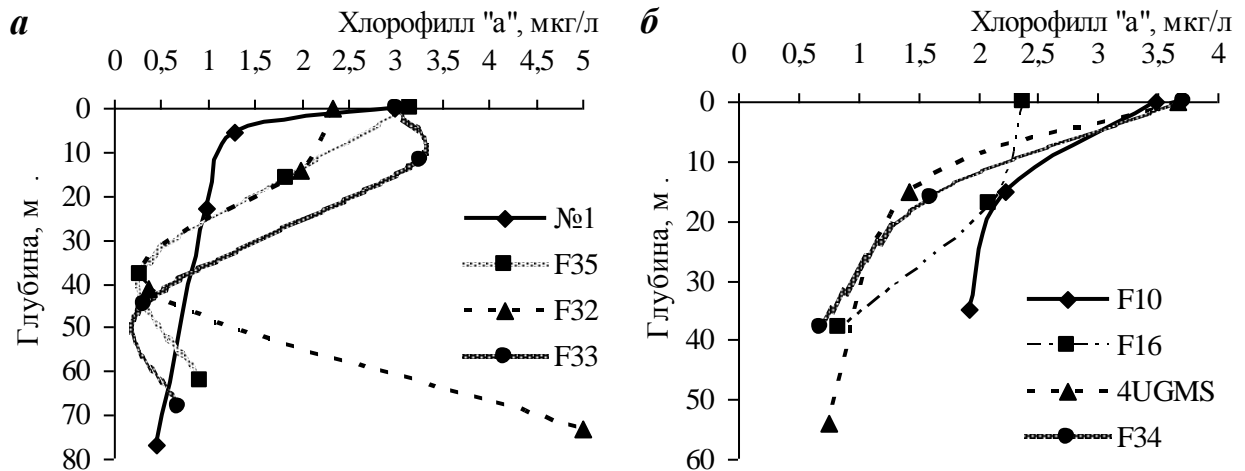 а
Хлорофилл "а", мкг/л
0 0,5 1 1,5 2 2,5 3 3,5 4 4,5 5
0
10
20
30
40
50
60
70
80
Глубина, м .
№1
F35
F32
F33
б
Хлорофилл "а", мкг/л
0 0,5 1 1,5 2 2,5 3 3,5 4
0
10
20
30
40
50
60
Глубина, м .
F10
F16
4UGMS
F34